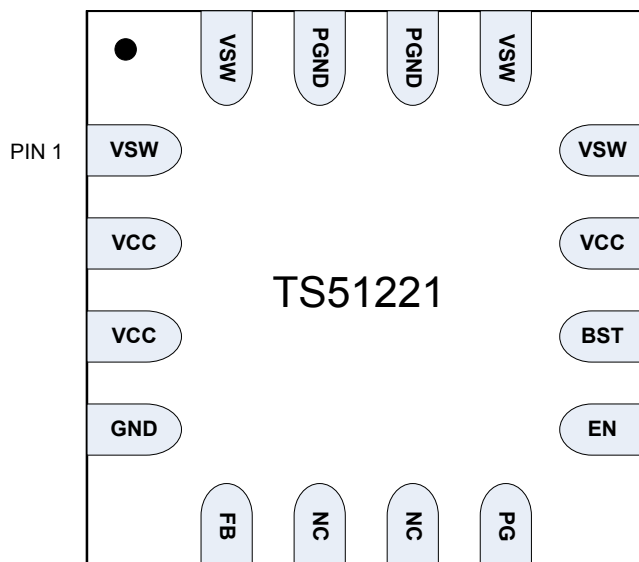 VSW PGND PGND VSW
PIN 1 VSW VSW
VCC VCC
TS51221
VCC BST
GND EN
FB NC NC PG